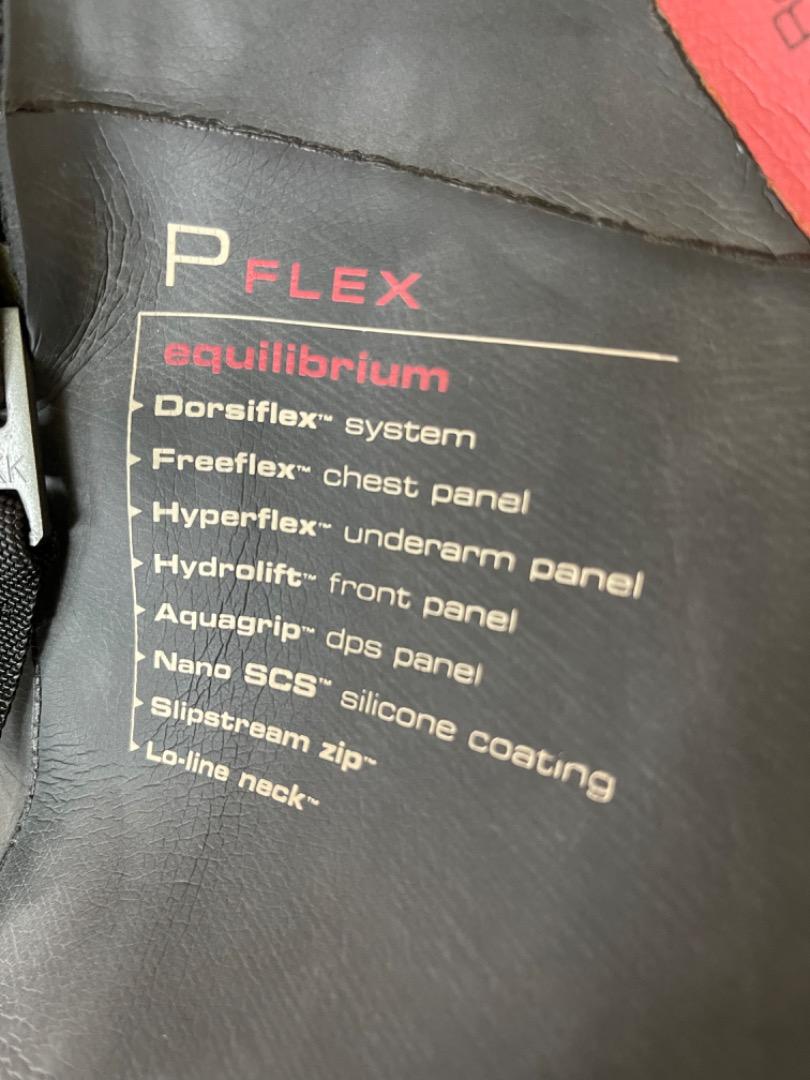 P FLEX
equilibrium
Dorsiflex™ system
Freeflex™ chest panel
Hyperflex™ underarm panel
Hydrolift™ front panel
Aquagrip™ dps panel
Nano SCS™ silicone coating
Slipstream zip™
Lo-line neck™